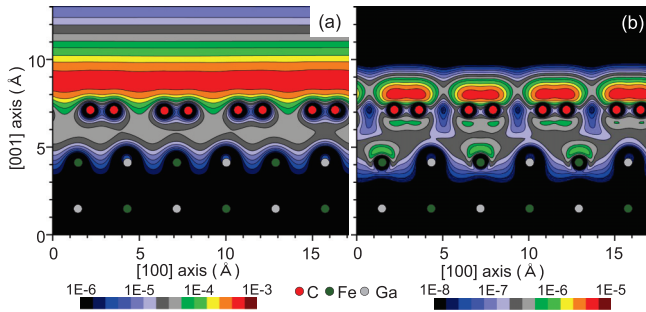 (a)
(b)
[001] axis (Å)
10
5
0
0 5 10 15
0 5 10 15
[100] axis (Å)
[100] axis (Å)
1E-6 1E-5 1E-4 1E-3
C Fe Ga
1E-8 1E-7 1E-6 1E-5